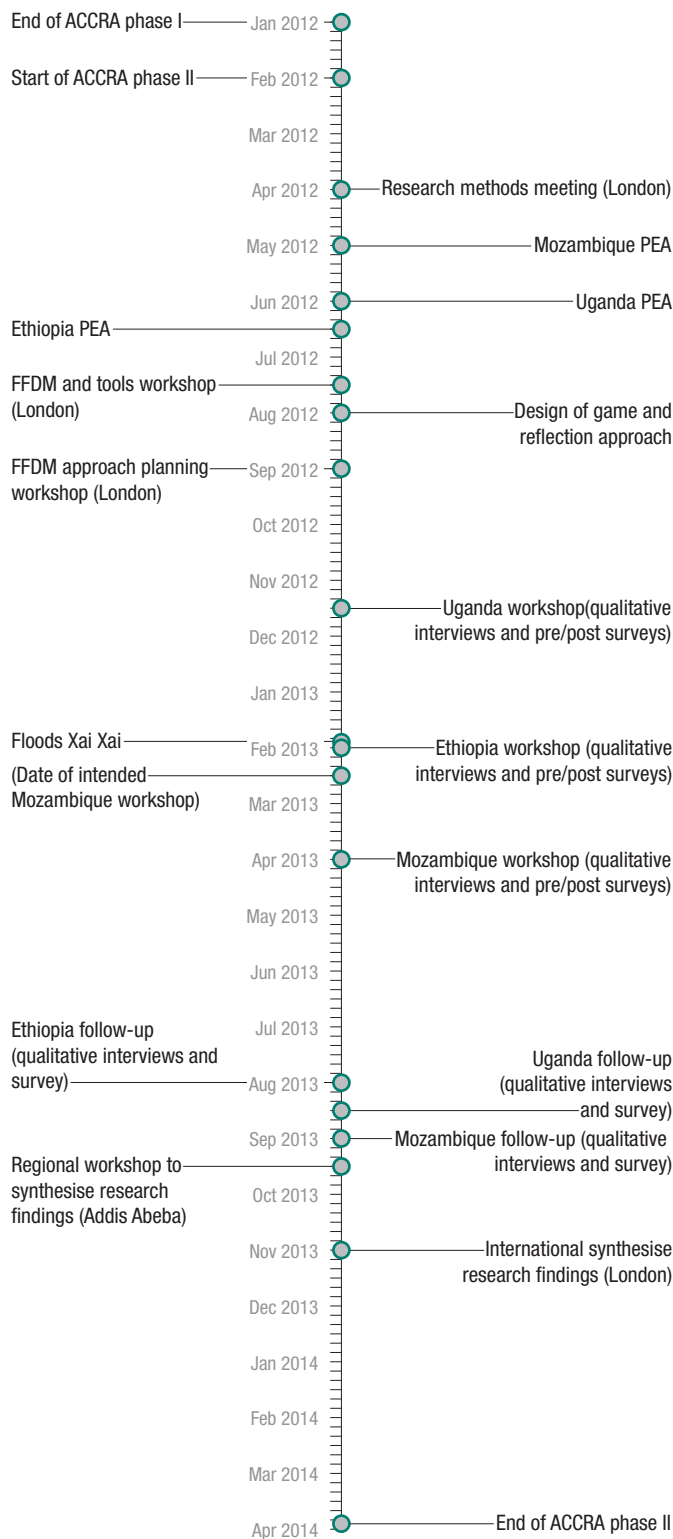 End of ACCRA phase I
Jan 2012
Start of ACCRA phase II
Feb 2012
Mar 2012
Apr 2012
Research methods meeting (London)
May 2012
Mozambique PEA
Jun 2012
Uganda PEA
Ethiopia PEA
Jul 2012
FFDM and tools workshop
(London)
Aug 2012
Design of game and
reflection approach
FFDM approach planning
workshop (London)
Sep 2012
Oct 2012
Nov 2012
Uganda workshop(qualitative
interviews and pre/post surveys)
Dec 2012
Jan 2013
Floods Xai Xai
Feb 2013
Ethiopia workshop (qualitative
interviews and pre/post surveys)
(Date of intended
Mozambique workshop)
Mar 2013
Apr 2013
Mozambique workshop (qualitative
interviews and pre/post surveys)
May 2013
Jun 2013
Jul 2013
Ethiopia follow-up
(qualitative interviews and
survey)
Aug 2013
Uganda follow-up
(qualitative interviews
and survey)
Sep 2013
Mozambique follow-up (qualitative
interviews and survey)
Regional workshop to
synthesise research
findings (Addis Abeba)
Oct 2013
Nov 2013
International synthesise
research findings (London)
Dec 2013
Jan 2014
Feb 2014
Mar 2014
Apr 2014
End of ACCRA phase II